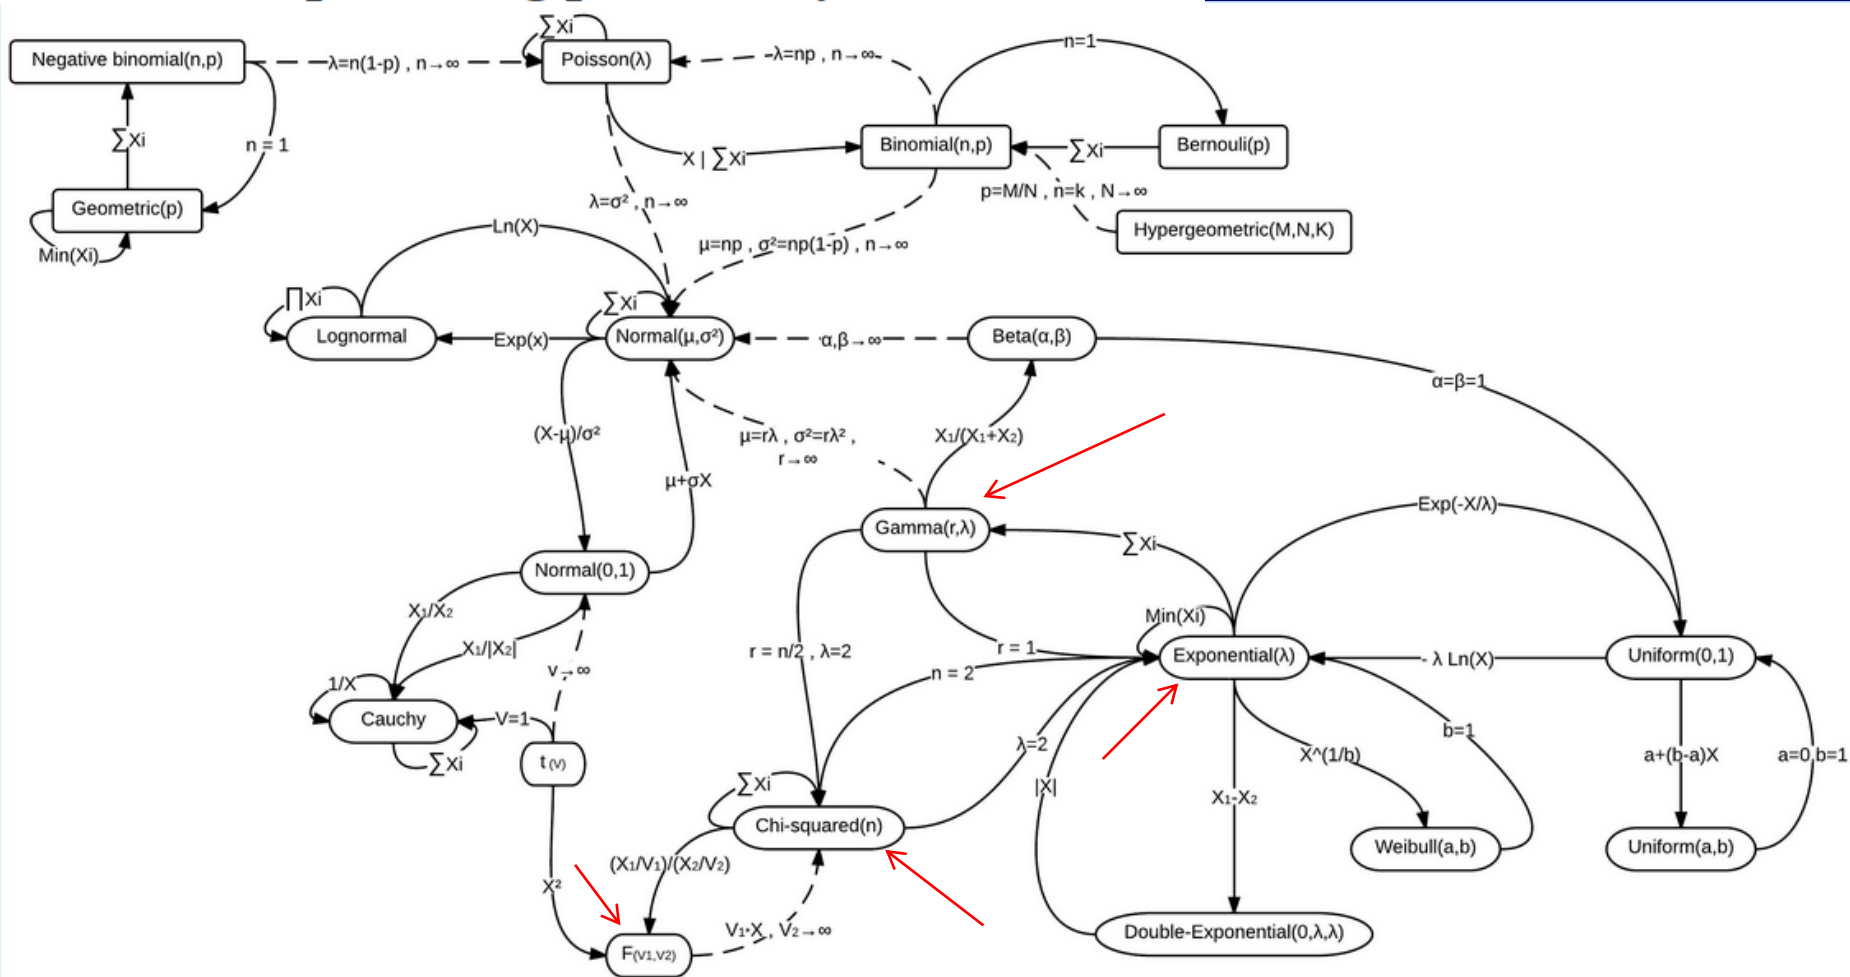 ∑Xi
Negative binomial(n,p)
λ=n(1-p) , n→∞
Poisson(λ)
λ=np , n→∞
n=1
∑Xi
n = 1
X | ∑Xi
Binomial(n,p)
∑Xi
Bernouli(p)
Geometric(p)
Min(Xi)
λ=σ² , n→∞
p=M/N , n=k , N→∞
Hypergeometric(M,N,K)
Ln(X)
μ=np , σ²=np(1-p) , n→∞
∏Xi
∑Xi
Lognormal
Exp(x)
Normal(μ,σ²)
α,β→∞
Beta(α,β)
α=β=1
(X-μ)/σ²
μ=rλ , σ²=rλ² ,
r→∞
X₁/(X₁+X₂)
μ+σX
Exp(-X/λ)
Gamma(r,λ)
∑Xi
Normal(0,1)
X₁/X₂
X₁/|X₂|
Min(Xi)
r = n/2 , λ=2
r = 1
Exponential(λ)
- λ Ln(X)
Uniform(0,1)
v→∞
n = 2
1/X
Cauchy
V=1
∑Xi
t(V)
λ=2
b=1
X^(1/b)
a+(b-a)X
a=0,b=1
∑Xi
|X|
X₁-X₂
Chi-squared(n)
Weibull(a,b)
Uniform(a,b)
(X₁/V₁)/(X₂/V₂)
X²
V₁·X , V₂→∞
Double-Exponential(0,λ,λ)
F(V1,V2)